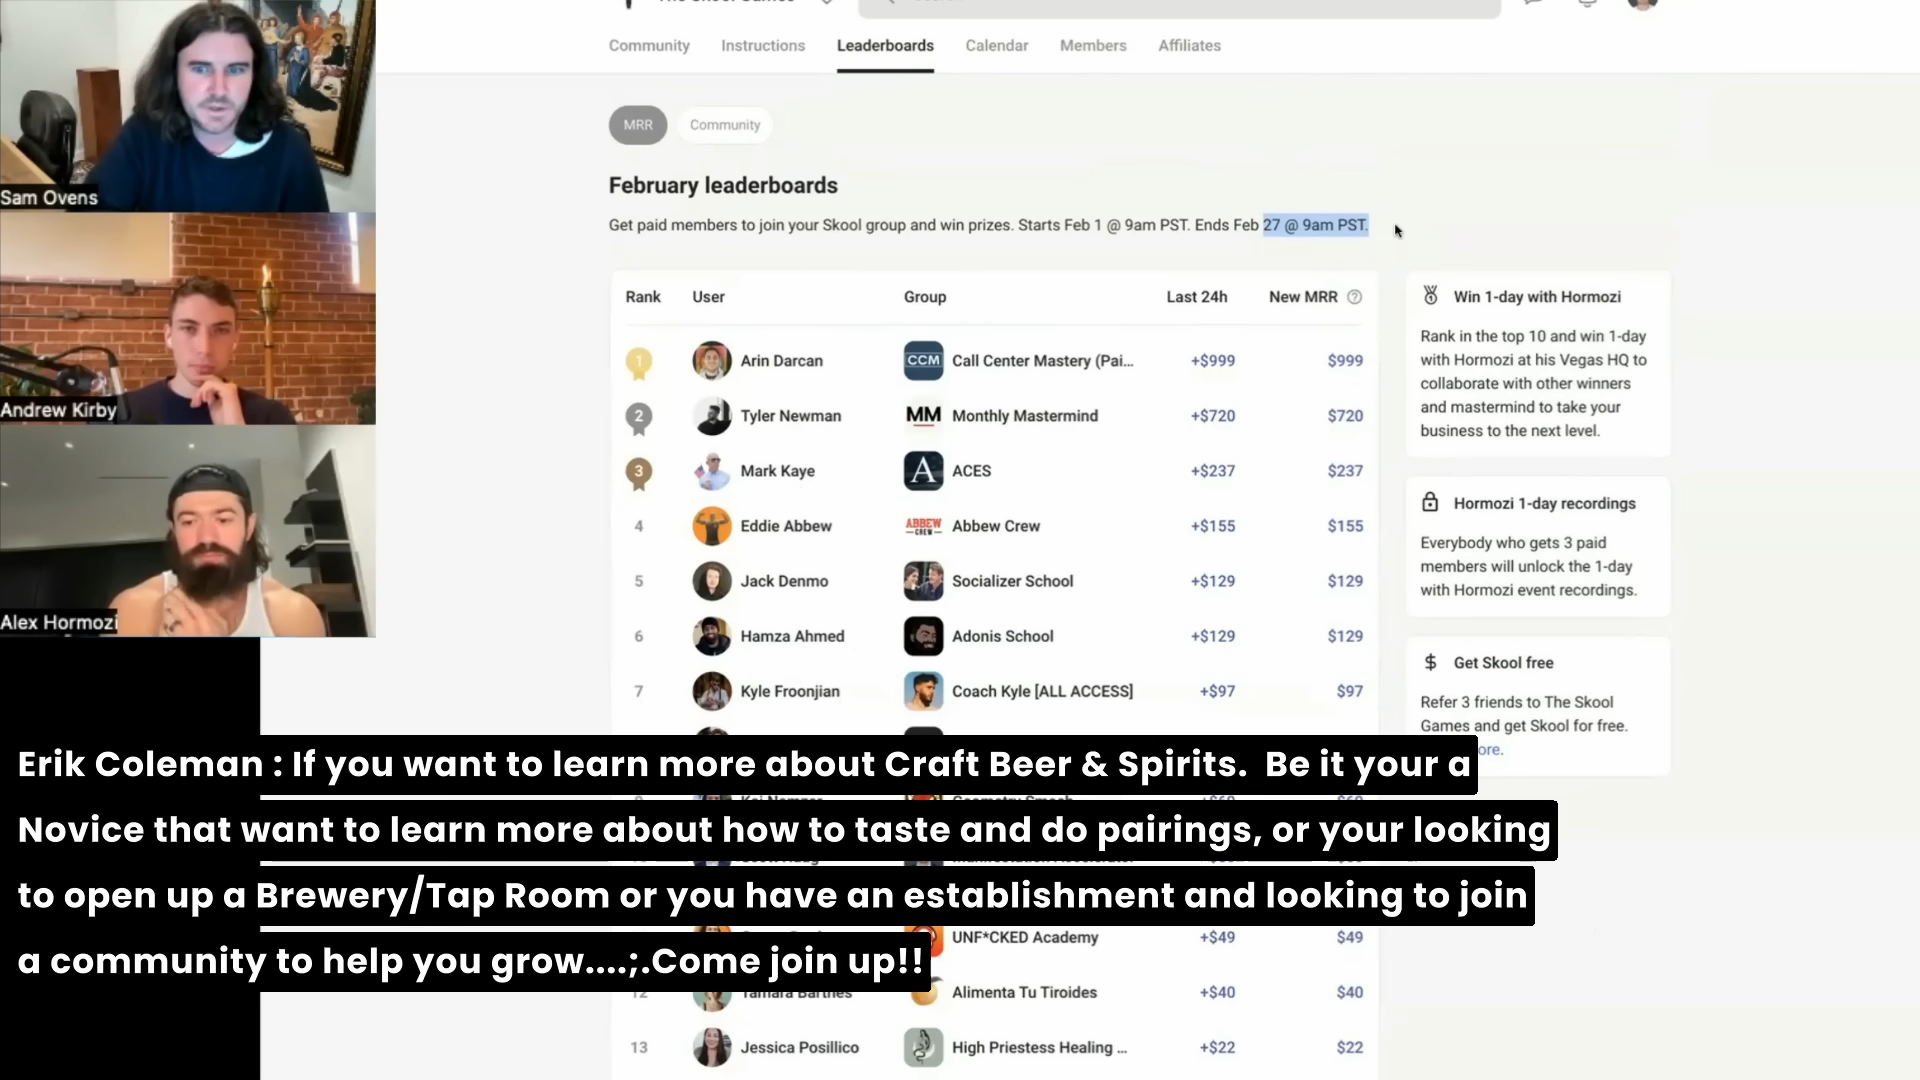 The Skool Games
Search
Community Instructions Leaderboards Calendar Members Affiliates
MRR Community
February leaderboards
Get paid members to join your Skool group and win prizes. Starts Feb 1 @ 9am PST. Ends Feb 27 @ 9am PST.
Rank User Group Last 24h New MRR
1 Arin Darcan CCM Call Center Mastery (Pai... +$999 $999
2 Tyler Newman MM Monthly Mastermind +$720 $720
3 Mark Kaye A ACES +$237 $237
4 Eddie Abbew ABBEW CREW Abbew Crew +$155 $155
5 Jack Denmo Socializer School +$129 $129
6 Hamza Ahmed Adonis School +$129 $129
7 Kyle Froonjian Coach Kyle [ALL ACCESS] +$97 $97
UNF*CKED Academy +$49 $49
12 Tamara Barthes Alimenta Tu Tiroides +$40 $40
13 Jessica Posillico High Priestess Healing ... +$22 $22
Win 1-day with Hormozi
Rank in the top 10 and win 1-day
with Hormozi at his Vegas HQ to
collaborate with other winners
and mastermind to take your
business to the next level.
Hormozi 1-day recordings
Everybody who gets 3 paid
members will unlock the 1-day
with Hormozi event recordings.
Get Skool free
Refer 3 friends to The Skool
Games and get Skool for free.
ore.
Sam Ovens
Andrew Kirby
Alex Hormozi
Erik Coleman : If you want to learn more about Craft Beer & Spirits. Be it your a
Novice that want to learn more about how to taste and do pairings, or your looking
to open up a Brewery/Tap Room or you have an establishment and looking to join
a community to help you grow....;.Come join up!!